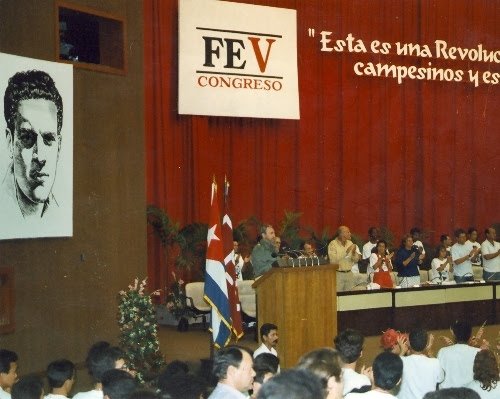 FEV
CONGRESO
"Esta es una Revoluc
campesinos y es